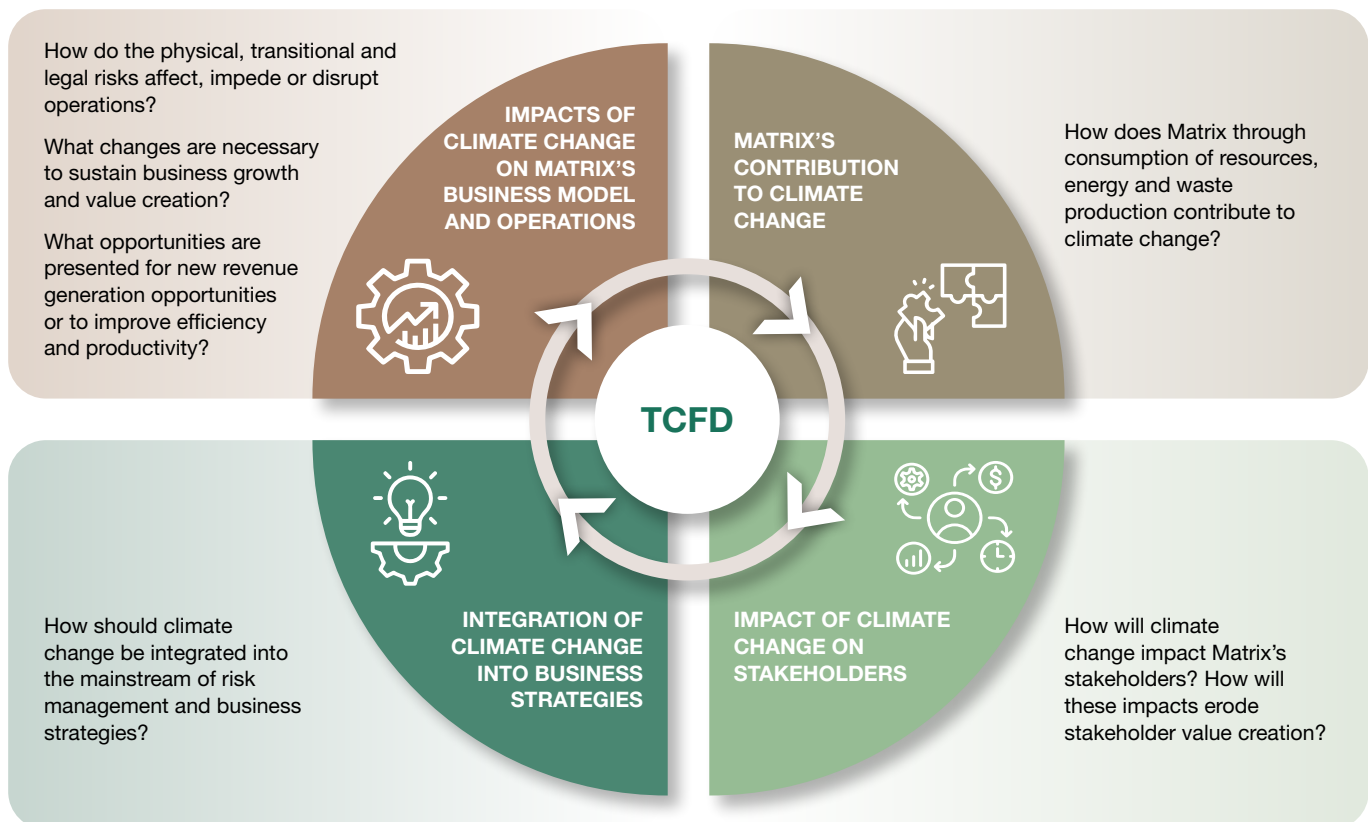 How do the physical, transitional and
legal risks affect, impede or disrupt
operations?
What changes are necessary
to sustain business growth
and value creation?
What opportunities are
presented for new revenue
generation opportunities
or to improve efficiency
and productivity?
IMPACTS OF
CLIMATE CHANGE
ON MATRIX'S
BUSINESS MODEL
AND OPERATIONS
MATRIX'S
CONTRIBUTION
TO CLIMATE
CHANGE
How does Matrix through
consumption of resources,
energy and waste
production contribute to
climate change?
TCFD
How should climate
change be integrated into
the mainstream of risk
management and business
strategies?
INTEGRATION OF
CLIMATE CHANGE
INTO BUSINESS
STRATEGIES
$
IMPACT OF CLIMATE
CHANGE ON
STAKEHOLDERS
How will climate
change impact Matrix's
stakeholders? How will
these impacts erode
stakeholder value creation?